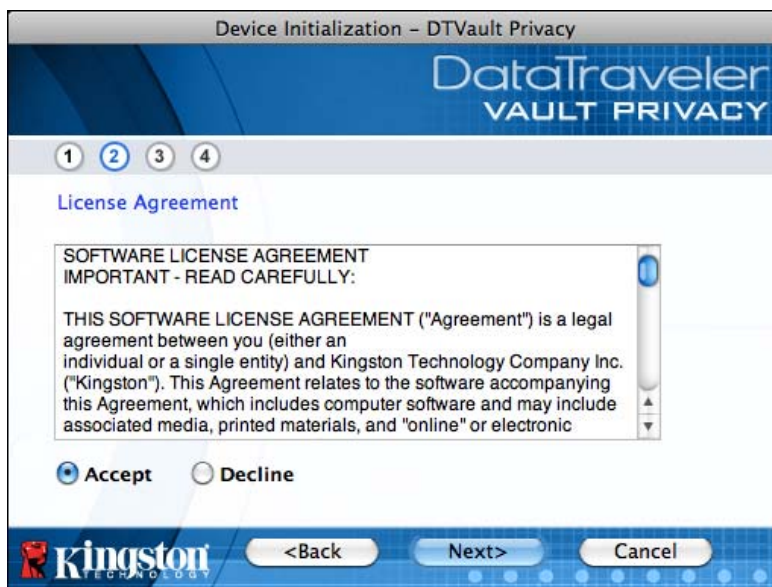 Device Initialization – DTVault Privacy
DataTraveler
VAULT PRIVACY
1 2 3 4
License Agreement
SOFTWARE LICENSE AGREEMENT
IMPORTANT - READ CAREFULLY:
THIS SOFTWARE LICENSE AGREEMENT ("Agreement") is a legal
agreement between you (either an
individual or a single entity) and Kingston Technology Company Inc.
("Kingston"). This Agreement relates to the software accompanying
this Agreement, which includes computer software and may include
associated media, printed materials, and "online" or electronic
Accept Decline
Kingston
TECHNOLOGY
<Back Next> Cancel